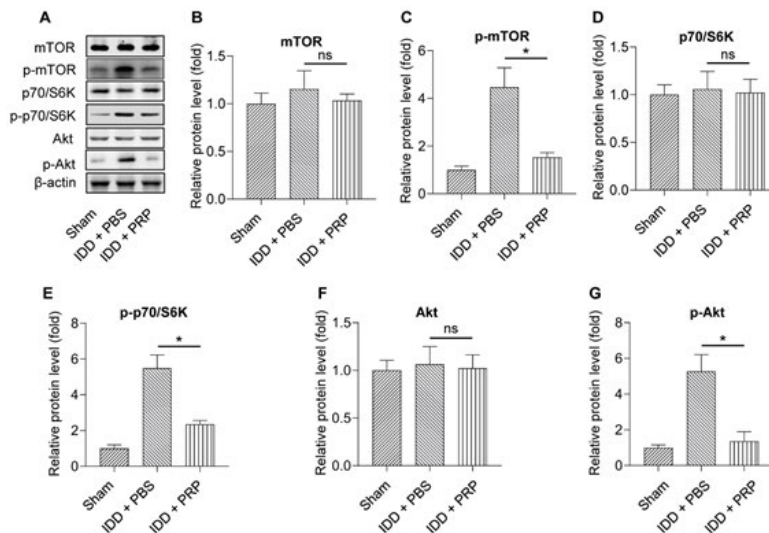 A
mTOR
p-mTOR
p70/S6K
p-p70/S6K
Akt
p-Akt
β-actin
Sham
IDD + PBS
IDD + PRP
B
mTOR
ns
Relative protein level (fold)
1.5
1.0
0.5
0.0
Sham
IDD + PBS
IDD + PRP
C
p-mTOR
*
Relative protein level (fold)
6
4
2
0
Sham
IDD + PBS
IDD + PRP
D
p70/S6K
ns
Relative protein level (fold)
1.5
1.0
0.5
0.0
Sham
IDD + PBS
IDD + PRP
E
p-p70/S6K
*
Relative protein level (fold)
8
6
4
2
0
Sham
IDD + PBS
IDD + PRP
F
Akt
ns
Relative protein level (fold)
1.5
1.0
0.5
0.0
Sham
IDD + PBS
IDD + PRP
G
p-Akt
*
Relative protein level (fold)
8
6
4
2
0
Sham
IDD + PBS
IDD + PRP